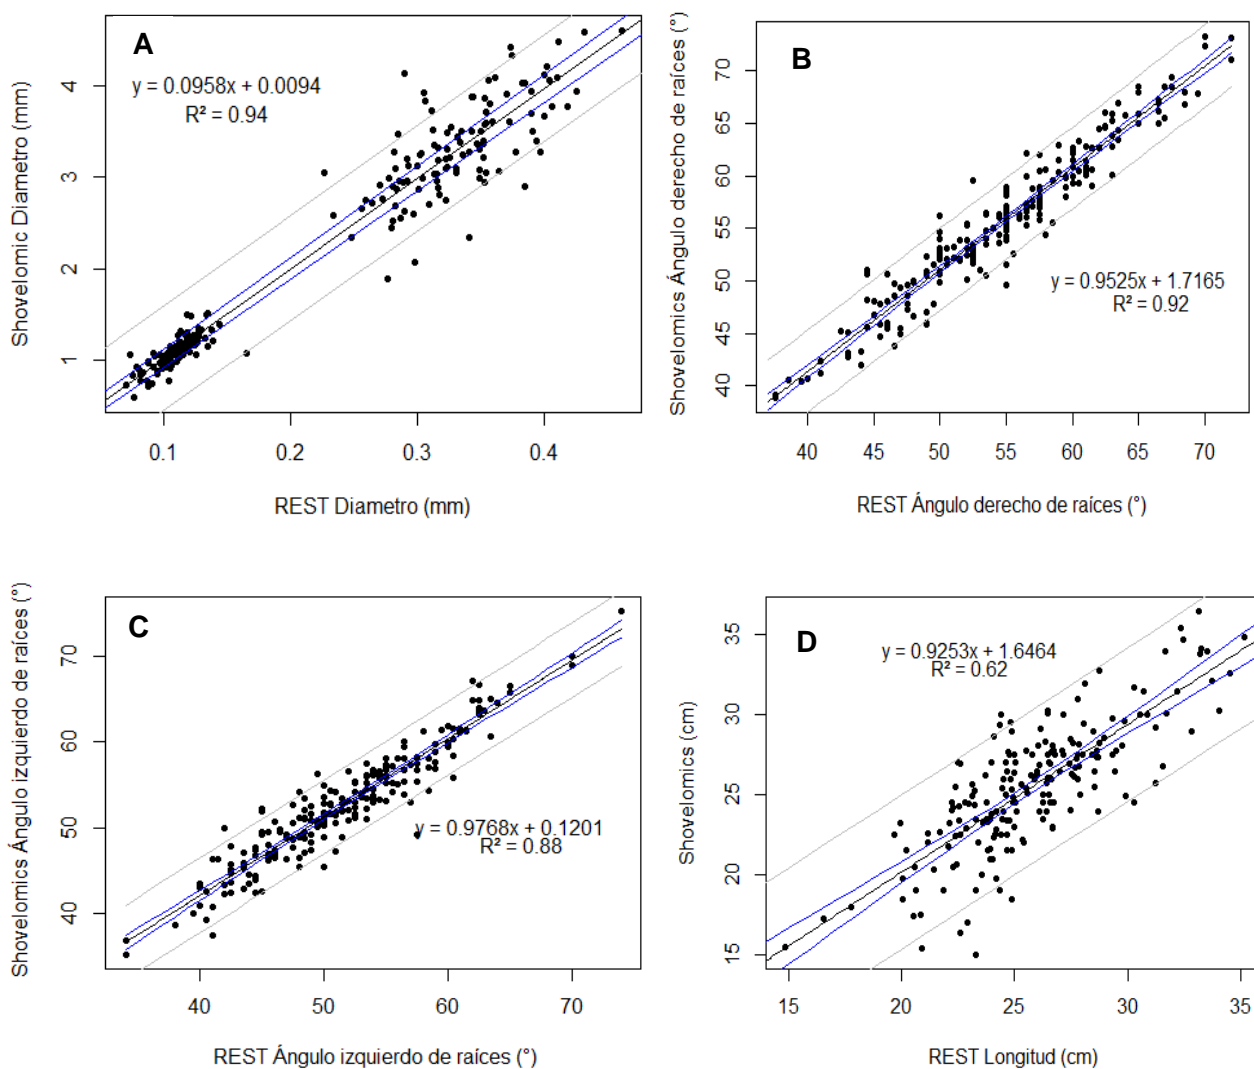 A
y = 0.0958x + 0.0094
R² = 0.94
Shovelomic Diametro (mm)
4
3
2
1
0.1 0.2 0.3 0.4
REST Diametro (mm)
B
y = 0.9525x + 1.7165
R² = 0.92
Shovelomics Ángulo derecho de raíces (°)
70
65
60
55
50
45
40
40 45 50 55 60 65 70
REST Ángulo derecho de raíces (°)
C
y = 0.9768x + 0.1201
R² = 0.88
Shovelomics Ángulo izquierdo de raíces (°)
70
60
50
40
40 50 60 70
REST Ángulo izquierdo de raíces (°)
D
y = 0.9253x + 1.6464
R² = 0.62
Shovelomics (cm)
35
30
25
20
15
15 20 25 30 35
REST Longitud (cm)